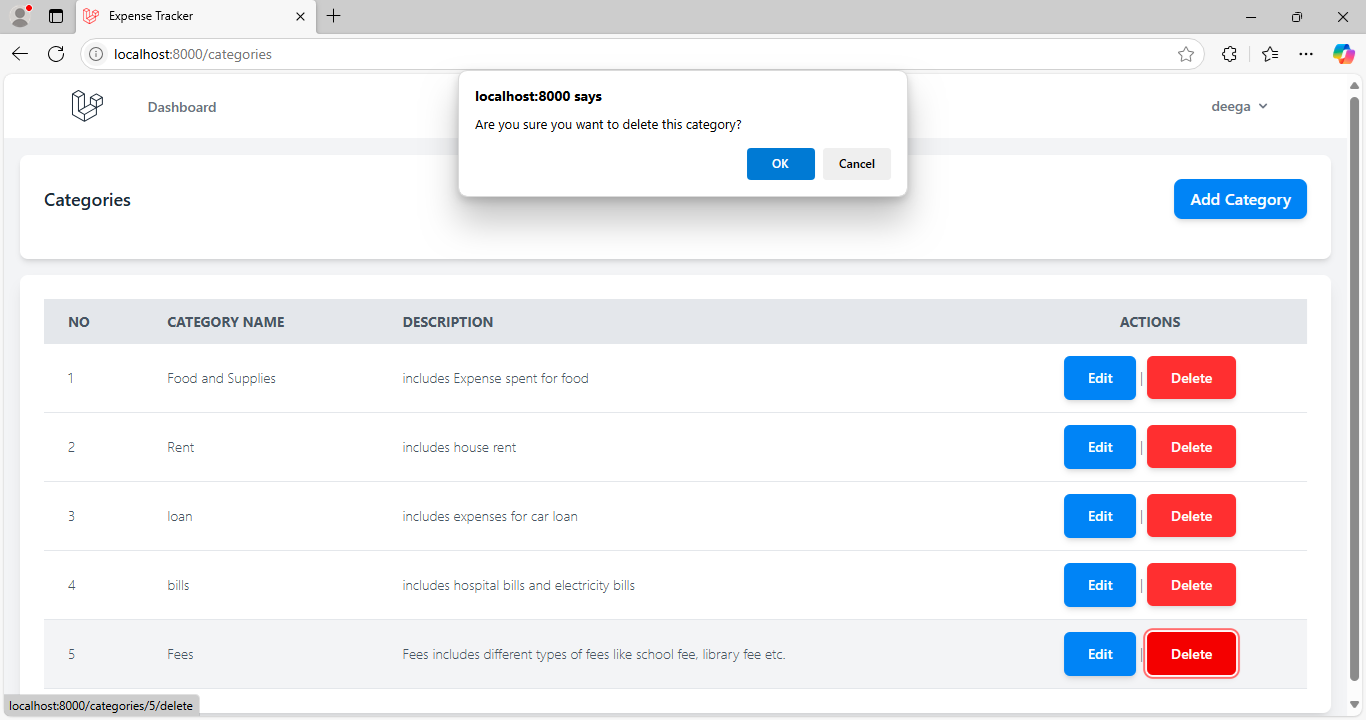 Expense Tracker
localhost:8000/categories
localhost:8000 says
Are you sure you want to delete this category?
OK Cancel
Dashboard
deega
Categories
Add Category
NO CATEGORY NAME DESCRIPTION ACTIONS
1 Food and Supplies includes Expense spent for food Edit | Delete
2 Rent includes house rent Edit | Delete
3 loan includes expenses for car loan Edit | Delete
4 bills includes hospital bills and electricity bills Edit | Delete
5 Fees Fees includes different types of fees like school fee, library fee etc. Edit | Delete
localhost:8000/categories/5/delete